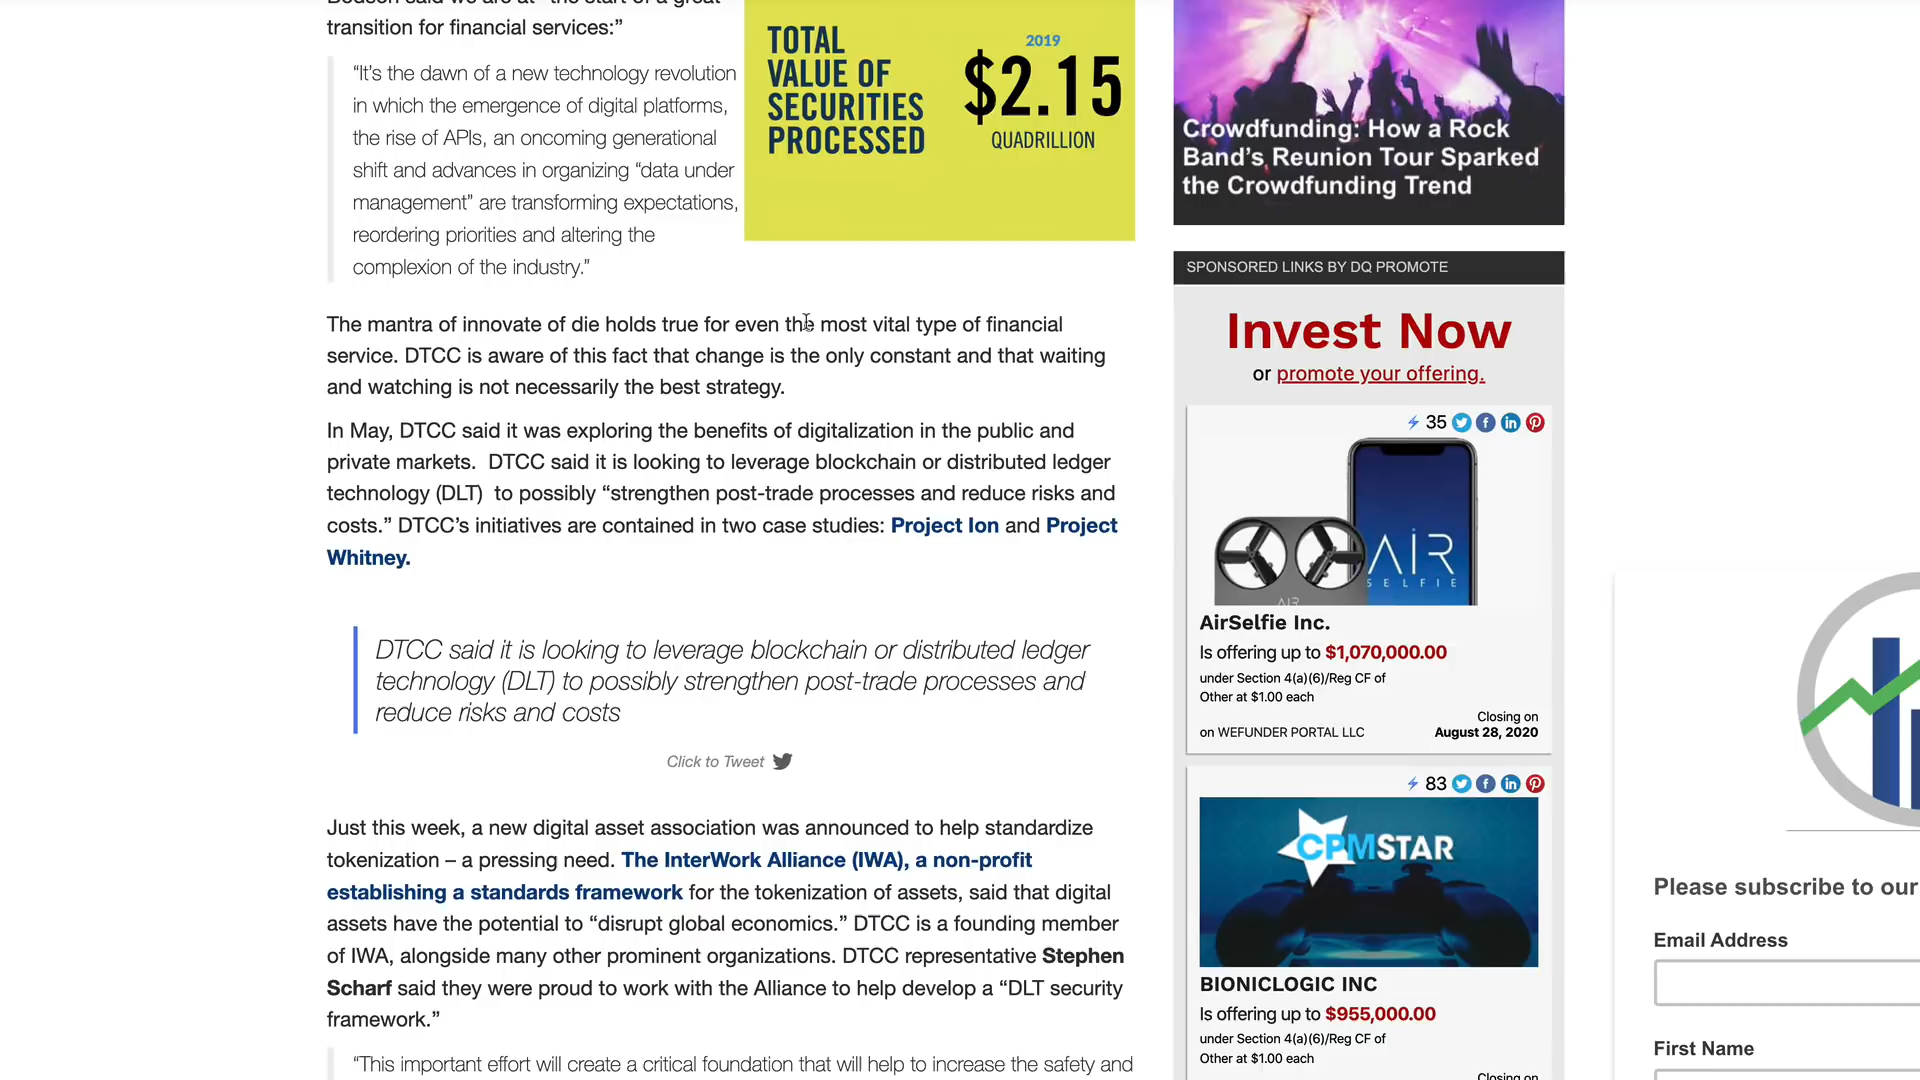 transition for financial services:”
“It’s the dawn of a new technology revolution
in which the emergence of digital platforms,
the rise of APIs, an oncoming generational
shift and advances in organizing “data under
management” are transforming expectations,
reordering priorities and altering the
complexion of the industry.”
TOTAL
VALUE OF
SECURITIES
PROCESSED
2019
$2.15
QUADRILLION
The mantra of innovate of die holds true for even the most vital type of financial
service. DTCC is aware of this fact that change is the only constant and that waiting
and watching is not necessarily the best strategy.
In May, DTCC said it was exploring the benefits of digitalization in the public and
private markets.  DTCC said it is looking to leverage blockchain or distributed ledger
technology (DLT)  to possibly “strengthen post-trade processes and reduce risks and
costs.” DTCC’s initiatives are contained in two case studies: Project Ion and Project
Whitney.
DTCC said it is looking to leverage blockchain or distributed ledger
technology (DLT) to possibly strengthen post-trade processes and
reduce risks and costs
Click to Tweet
Just this week, a new digital asset association was announced to help standardize
tokenization – a pressing need. The InterWork Alliance (IWA), a non-profit
establishing a standards framework for the tokenization of assets, said that digital
assets have the potential to “disrupt global economics.” DTCC is a founding member
of IWA, alongside many other prominent organizations. DTCC representative Stephen
Scharf said they were proud to work with the Alliance to help develop a “DLT security
framework.”
“This important effort will create a critical foundation that will help to increase the safety and
Crowdfunding: How a Rock
Band’s Reunion Tour Sparked
the Crowdfunding Trend
SPONSORED LINKS BY DQ PROMOTE
Invest Now
or promote your offering.
35
AIR
SELFIE
AIR
AirSelfie Inc.
Is offering up to $1,070,000.00
under Section 4(a)(6)/Reg CF of
Other at $1.00 each
on WEFUNDER PORTAL LLC
Closing on
August 28, 2020
83
CPMSTAR
BIONICLOGIC INC
Is offering up to $955,000.00
under Section 4(a)(6)/Reg CF of
Other at $1.00 each
Closing on
Please subscribe to our
Email Address
First Name